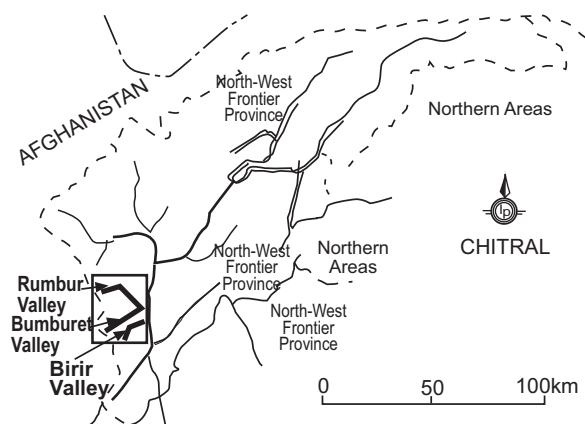 North-West
Frontier
Province
AFGHANISTAN
Northern Areas
lp
CHITRAL
North-West
Frontier
Province
Northern
Areas
North-West
Frontier
Province
Rumbur
Valley
Bumburet
Valley
Birir
Valley
0 50 100km